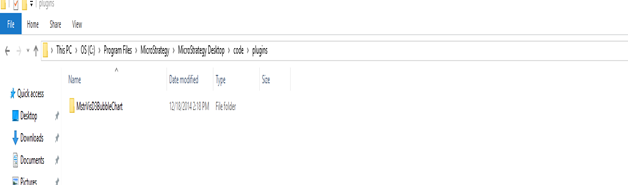 plugins
File Home Share View
This PC > OS (C:) > Program Files > MicroStrategy > MicroStrategy Desktop > code > plugins
Name Date modified Type Size
Quick access
MstrVisD3BubbleChart 12/18/2014 2:18 PM File folder
Desktop
Downloads
Documents
Pictures